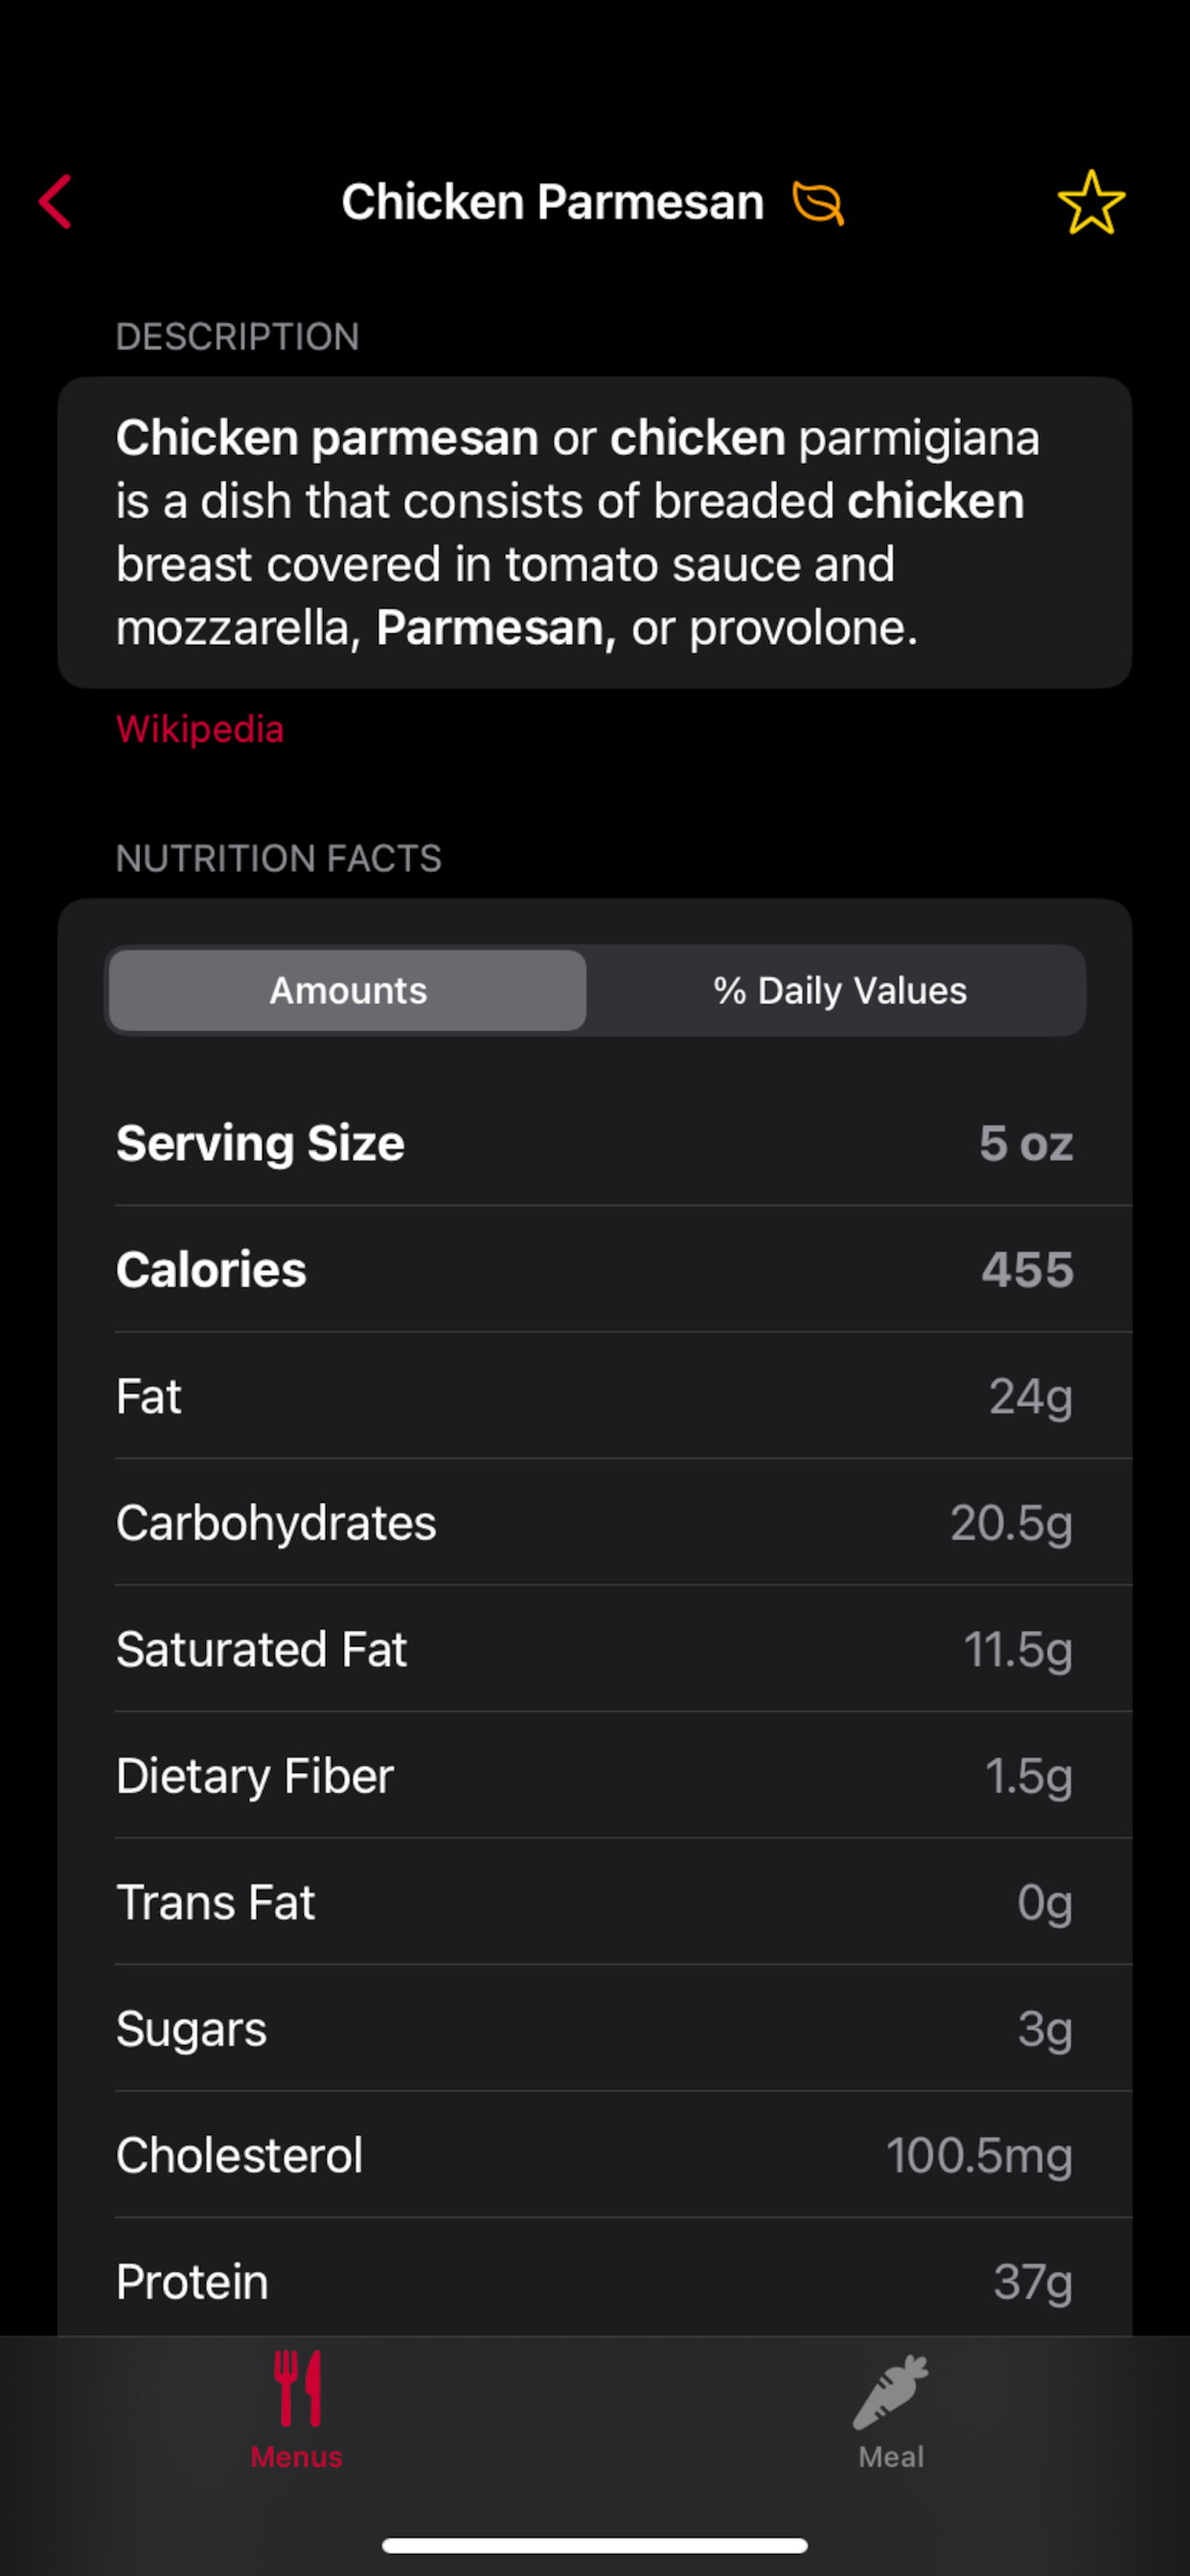 Chicken Parmesan
DESCRIPTION
Chicken parmesan or chicken parmigiana
is a dish that consists of breaded chicken
breast covered in tomato sauce and
mozzarella, Parmesan, or provolone.
Wikipedia
NUTRITION FACTS
Amounts % Daily Values
Serving Size 5 oz
Calories 455
Fat 24g
Carbohydrates 20.5g
Saturated Fat 11.5g
Dietary Fiber 1.5g
Trans Fat 0g
Sugars 3g
Cholesterol 100.5mg
Protein 37g
Menus Meal